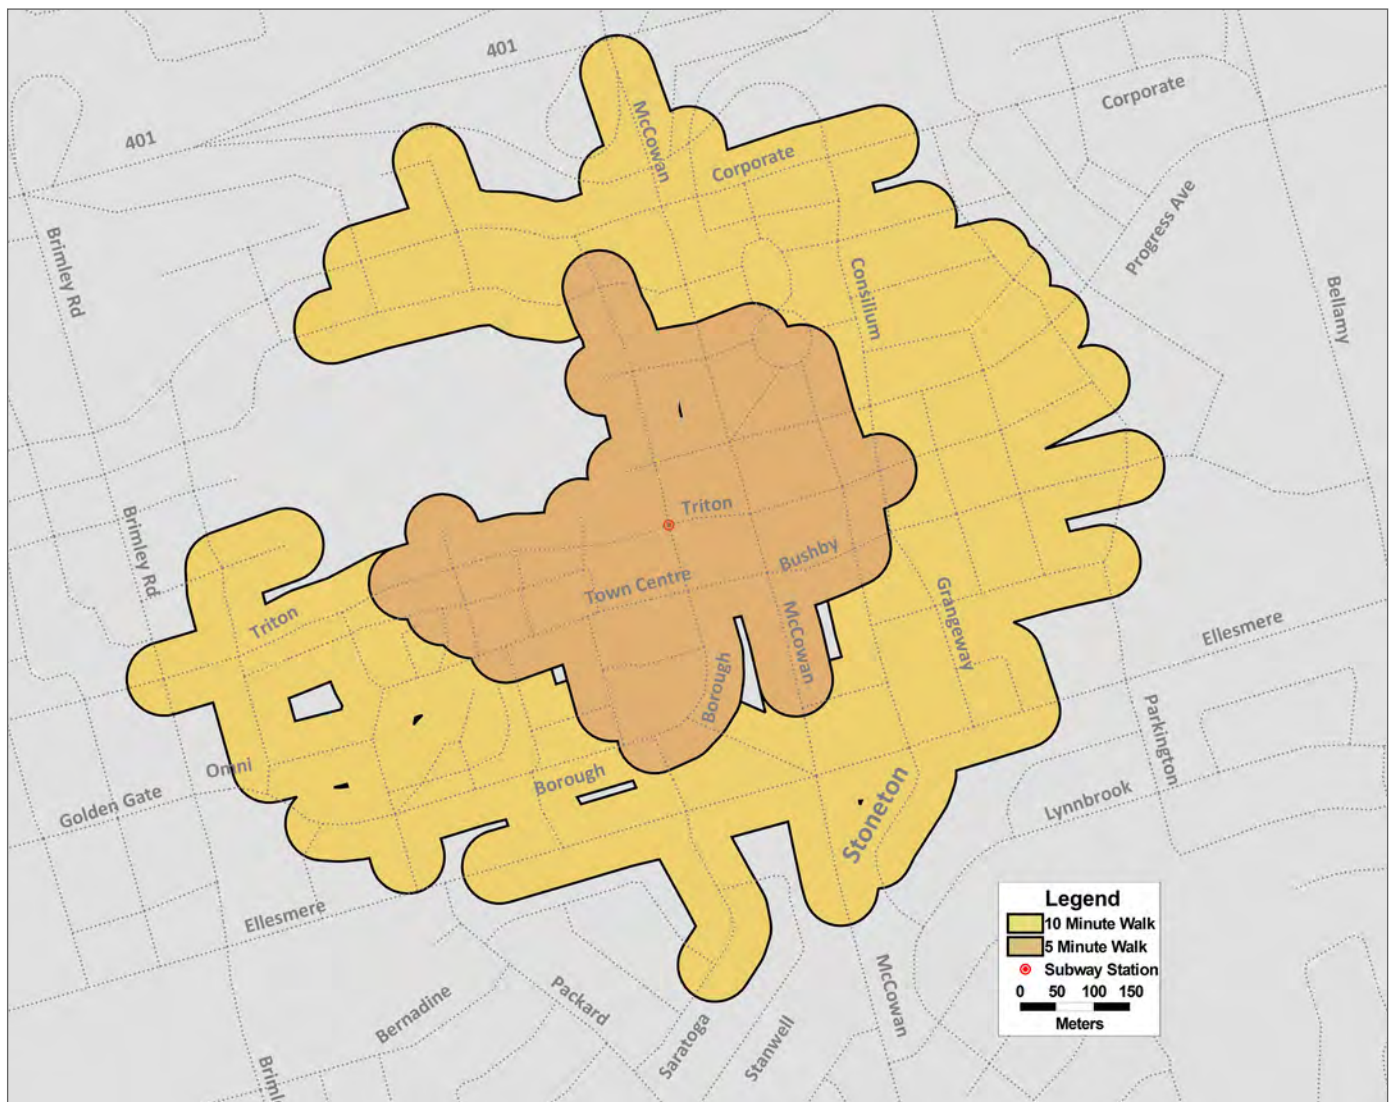 401
401
McCowan
Corporate
Corporate
Progress Ave
Brimley Rd
Consilium
Bellamy
Brimley Rd
Triton
Bushby
Town Centre
Triton
McCowan
Grangeway
Ellesmere
Borough
Parkington
Omni
Borough
Golden Gate
Stoneton
Lynnbrook
Ellesmere
Legend
10 Minute Walk
5 Minute Walk
Subway Station
0 50 100 150
Meters
McCowan
Packard
Bernadine
Saratoga
Stanwell
Brimle